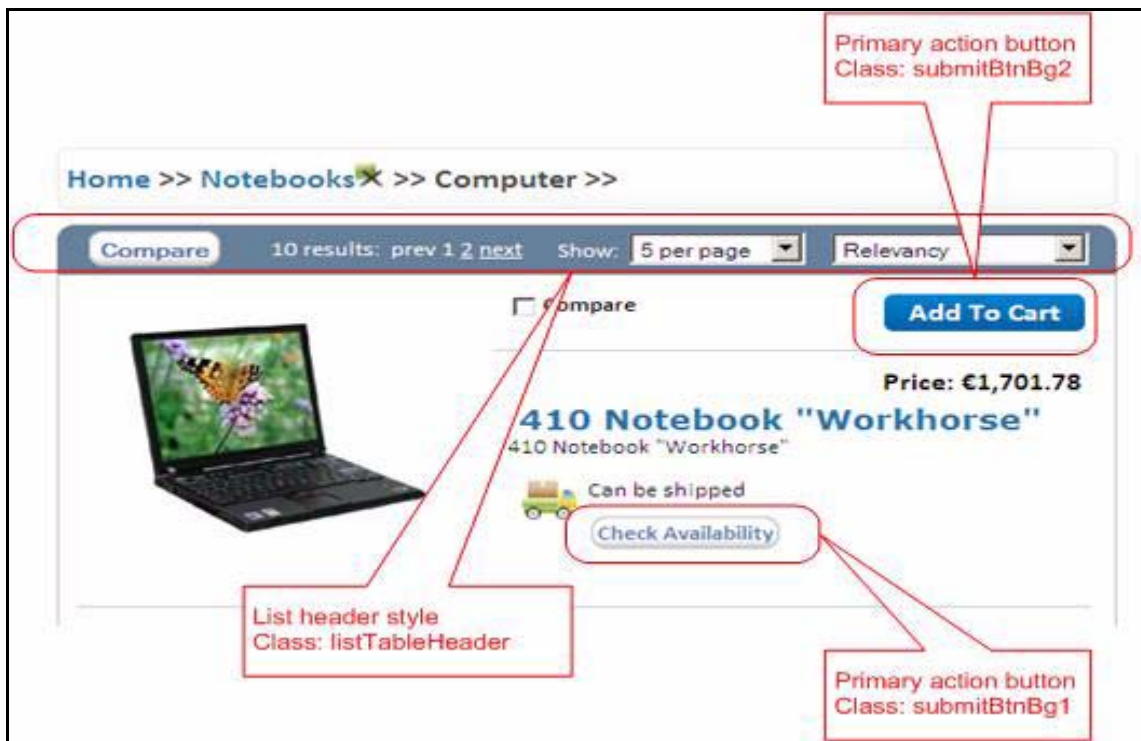 Primary action button
Class: submitBtnBg2
Home >> Notebooks >> Computer >>
Compare 10 results: prev 1 2 next Show: 5 per page Relevancy
Compare
Add To Cart
Price: €1,701.78
410 Notebook "Workhorse"
410 Notebook "Workhorse"
Can be shipped
Check Availability
List header style
Class: listTableHeader
Primary action button
Class: submitBtnBg1